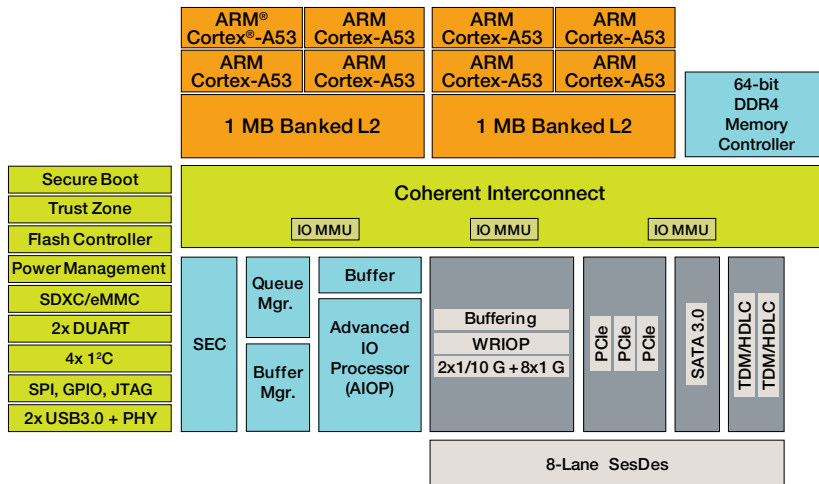 ARM®
Cortex®-A53
ARM
Cortex-A53
ARM
Cortex-A53
ARM
Cortex-A53
ARM
Cortex-A53
ARM
Cortex-A53
ARM
Cortex-A53
ARM
Cortex-A53
1 MB Banked L2
1 MB Banked L2
64-bit
DDR4
Memory
Controller
Secure Boot
Trust Zone
Flash Controller
Power Management
SDXC/eMMC
2x DUART
4x 1²C
SPI, GPIO, JTAG
2x USB3.0 + PHY
Coherent Interconnect
IO MMU
IO MMU
IO MMU
SEC
Queue
Mgr.
Buffer
Mgr.
Buffer
Advanced
IO
Processor
(AIOP)
Buffering
WRIOP
2x1/10 G + 8x1 G
PCIe
PCIe
PCIe
SATA 3.0
TDM/HDLC
TDM/HDLC
8-Lane SesDes